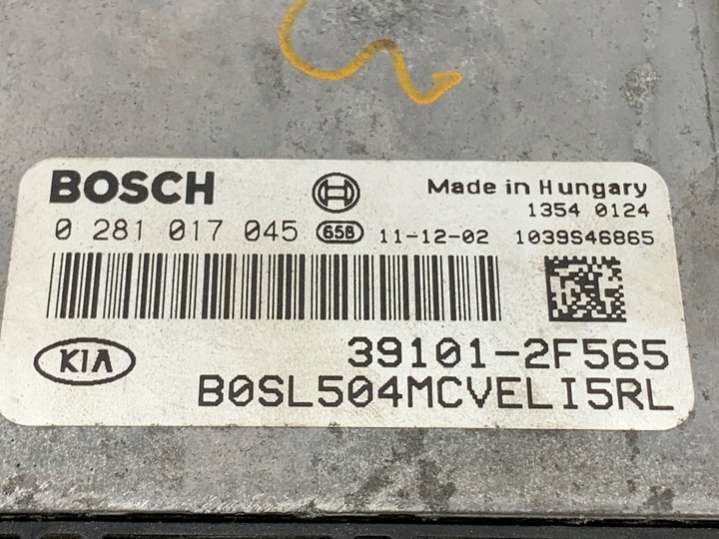 BOSCH Made in Hungary
1354 0124
0 281 017 045 658 11-12-02 1039S46865
KIA 39101-2F565
B0SL504MCVELI5RL